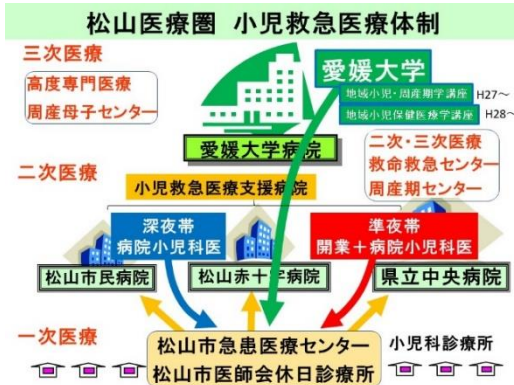 松山医療圏 小児救急医療体制
三次医療
高度専門医療
周産母子センター
愛媛大学
地域小児・周産期学講座 H27～
地域小児保健医療学講座 H28～
愛媛大学病院
二次・三次医療
救命救急センター
周産期センター
二次医療
小児救急医療支援病院
深夜帯
病院小児科医
準夜帯
開業+病院小児科医
松山市民病院
松山赤十字病院
県立中央病院
一次医療
松山市急患医療センター
松山市医師会休日診療所
小児科診療所